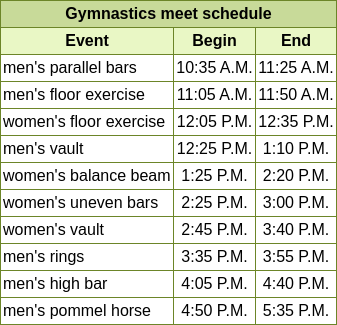 Gymnastics meet schedule
Event Begin End
men's parallel bars 10:35 A.M. 11:25 A.M.
men's floor exercise 11:05 A.M. 11:50 A.M.
women's floor exercise 12:05 P.M. 12:35 P.M.
men's vault 12:25 P.M. 1:10 P.M.
women's balance beam 1:25 P.M. 2:20 P.M.
women's uneven bars 2:25 P.M. 3:00 P.M.
women's vault 2:45 P.M. 3:40 P.M.
men's rings 3:35 P.M. 3:55 P.M.
men's high bar 4:05 P.M. 4:40 P.M.
men's pommel horse 4:50 P.M. 5:35 P.M.